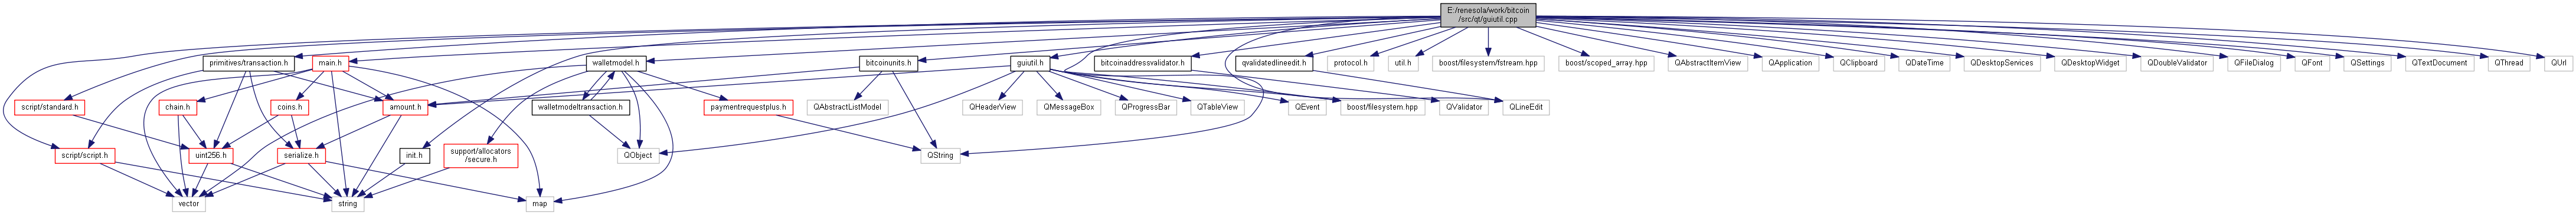 E:/renesola/work/bitcoin
/src/qt/guiutil.cpp
primitives/transaction.h
main.h
walletmodel.h
bitcoinunits.h
guiutil.h
bitcoinaddressvalidator.h
qvalidatedlineedit.h
protocol.h
util.h
boost/filesystem/fstream.hpp
boost/scoped_array.hpp
QAbstractItemView
QApplication
QClipboard
QDateTime
QDesktopServices
QDesktopWidget
QDoubleValidator
QFileDialog
QFont
QSettings
QTextDocument
QThread
QUrl
script/standard.h
chain.h
coins.h
amount.h
walletmodeltransaction.h
paymentrequestplus.h
QAbstractListModel
QHeaderView
QMessageBox
QProgressBar
QTableView
QEvent
boost/filesystem.hpp
QValidator
QLineEdit
script/script.h
uint256.h
serialize.h
init.h
support/allocators
/secure.h
QObject
QString
vector
string
map